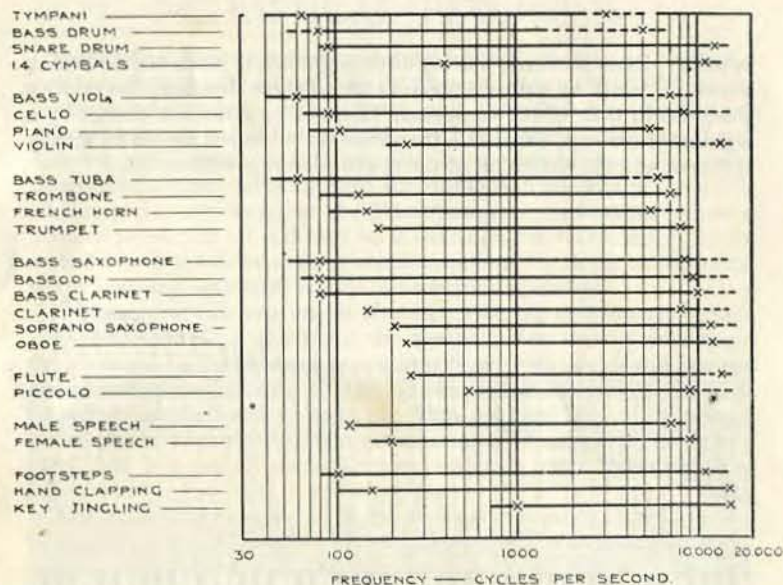 TYMPANI
BASS DRUM
SNARE DRUM
14 CYMBALS
BASS VIOL
CELLO
PIANO
VIOLIN
BASS TUBA
TROMBONE
FRENCH HORN
TRUMPET
BASS SAXOPHONE
BASSOON
BASS CLARINET
CLARINET
SOPRANO SAXOPHONE
OBOE
FLUTE
PICCOLO
MALE SPEECH
FEMALE SPEECH
FOOTSTEPS
HAND CLAPPING
KEY JINGLING
30 100 1000 10000 20.000
FREQUENCY — CYCLES PER SECOND.